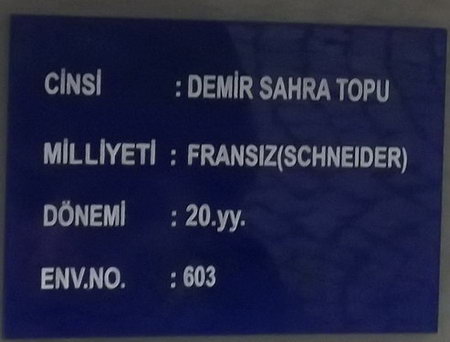 CİNSİ : DEMİR SAHRA TOPU
MİLLİYETİ : FRANSIZ(SCHNEIDER)
DÖNEMİ : 20.yy.
ENV.NO. : 603